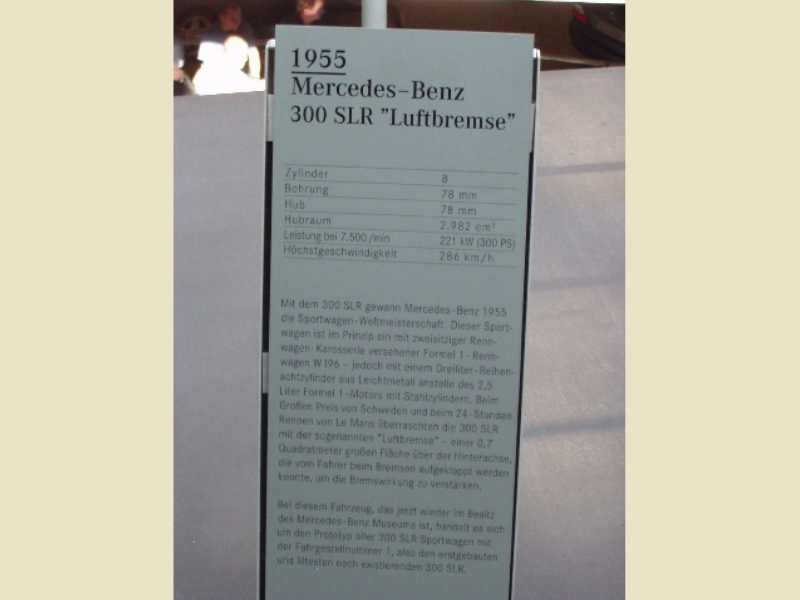 1955
Mercedes-Benz
300 SLR "Luftbremse"
Zylinder 8
Bohrung 78 mm
Hub 78 mm
Hubraum 2.982 cm³
Leistung bei 7.500 /min 221 kW (300 PS)
Höchstgeschwindigkeit 286 km/h
Mit dem 300 SLR gewann Mercedes-Benz 1955
die Sportwagen-Weltmeisterschaft. Dieser Sport-
wagen ist im Prinzip ein mit zweisitziger Renn-
wagen-Karosserie versehener Formel 1-Renn-
wagen W 196 - jedoch mit einem Dreiliter-Reihen-
achtzylinder aus Leichtmetall anstelle des 2,5
Liter Formel 1-Motors mit Stahlzylindern. Beim
Großen Preis von Schweden und beim 24-Stunden
Rennen von Le Mans überraschten die 300 SLR
mit der sogenannten "Luftbremse" - einer 0,7
Quadratmeter großen Fläche über der Hinterachse,
die vom Fahrer beim Bremsen aufgeklappt werden
konnte, um die Bremswirkung zu verstärken.
Bei diesem Fahrzeug, das jetzt wieder im Besitz
des Mercedes-Benz Museums ist, handelt es sich
um den Prototyp aller 300 SLR Sportwagen mit
der Fahrgestellnummer 1, also den erstgebauten
und ältesten noch existierenden 300 SLR.